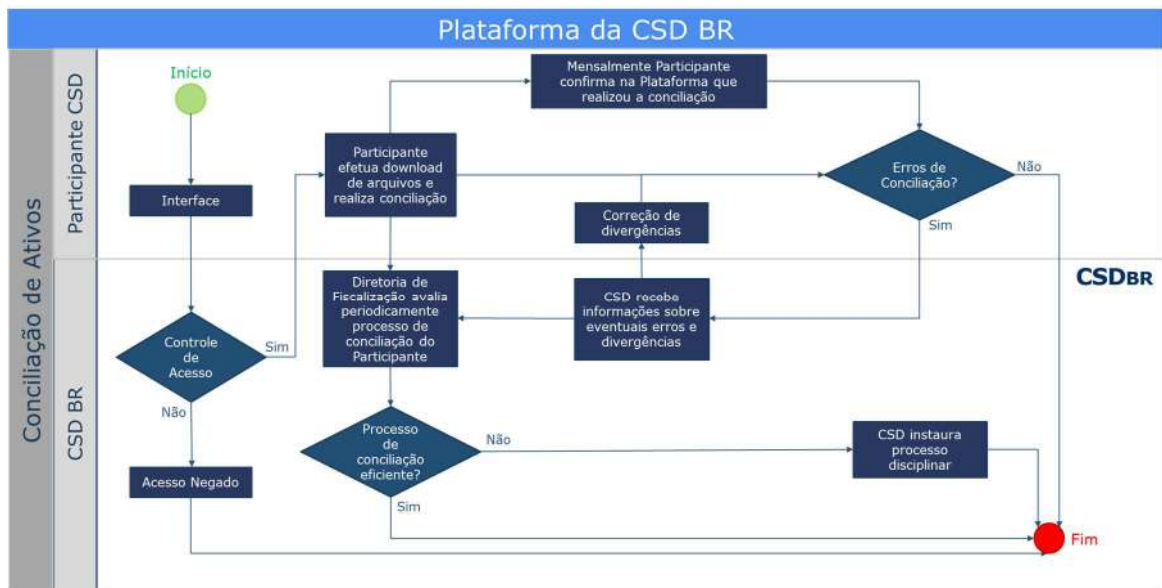 Plataforma da CSD BR
Conciliação de Ativos
Participante CSD
CSD BR
Início
Interface
Mensalmente Participante
confirma na Plataforma que
realizou a conciliação
Participante
efetua download
de arquivos e
realiza conciliação
Erros de
Conciliação?
Não
Sim
Correção de
divergências
CSDBR
Diretoria de
Fiscalização avalia
periodicamente
processo de
conciliação do
Participante
CSD recebe
informações sobre
eventuais erros e
divergências
Controle
de
Acesso
Sim
Não
Acesso Negado
Processo
de
conciliação
eficiente?
Não
Sim
CSD instaura
processo
disciplinar
Fim